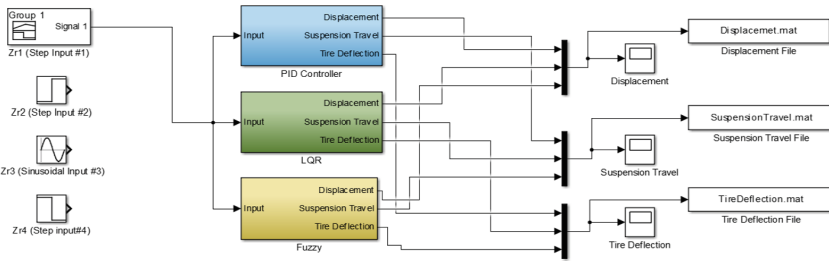 Group 1
Signal 1
Zr1 (Step Input #1)
Zr2 (Step Input #2)
Zr3 (Sinusoidal Input #3)
Zr4 (Step input#4)
Input
Displacement
Suspension Travel
Tire Deflection
PID Controller
Input
Displacement
Suspension Travel
Tire Deflection
LQR
Input
Displacement
Suspension Travel
Tire Deflection
Fuzzy
Displacement
Suspension Travel
Tire Deflection
Displacemet.mat
Displacement File
SuspensionTravel.mat
Suspension Travel File
TireDeflection.mat
Tire Deflection File